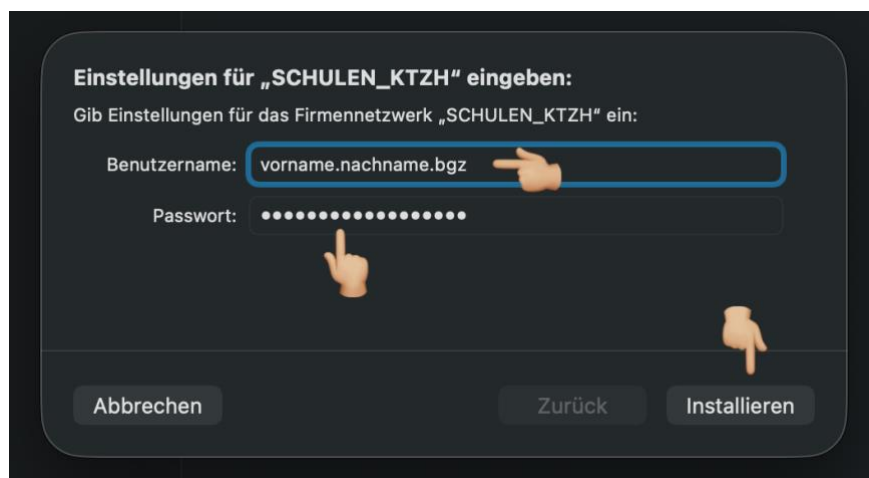 Einstellungen für „SCHULEN_KTZH“ eingeben:
Gib Einstellungen für das Firmennetzwerk „SCHULEN_KTZH“ ein:
Benutzername: vorname.nachname.bgz
Passwort: ••••••••••••••••••
Abbrechen Zurück Installieren